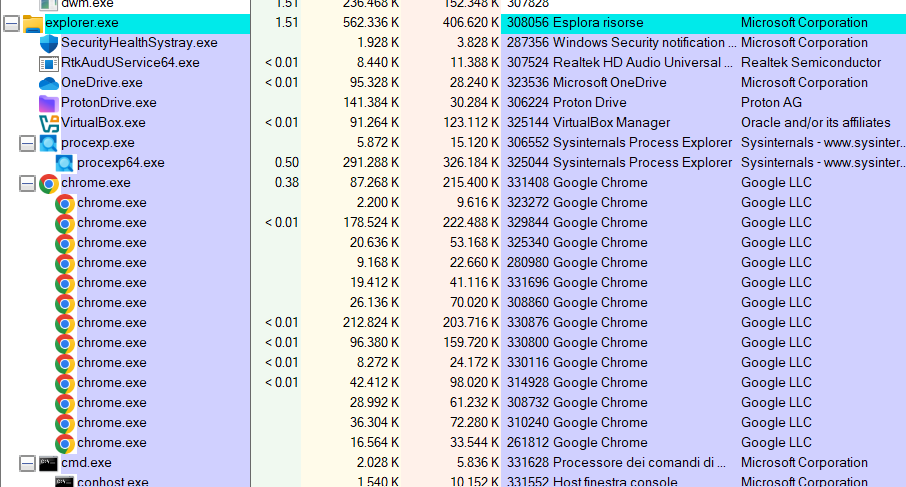 dwm.exe 1.51 236.468 K 152.348 K 307828
explorer.exe 1.51 562.336 K 406.620 K 308056 Esplora risorse Microsoft Corporation
SecurityHealthSystray.exe 1.928 K 3.828 K 287356 Windows Security notification ... Microsoft Corporation
RtkAudUService64.exe < 0.01 8.440 K 11.388 K 307524 Realtek HD Audio Universal ... Realtek Semiconductor
OneDrive.exe < 0.01 95.328 K 28.240 K 323536 Microsoft OneDrive Microsoft Corporation
ProtonDrive.exe 141.384 K 30.284 K 306224 Proton Drive Proton AG
VirtualBox.exe < 0.01 91.264 K 123.112 K 325144 VirtualBox Manager Oracle and/or its affiliates
procexp.exe 5.872 K 15.120 K 306552 Sysinternals Process Explorer Sysinternals - www.sysinter...
procexp64.exe 0.50 291.288 K 326.184 K 325044 Sysinternals Process Explorer Sysinternals - www.sysinter...
chrome.exe 0.38 87.268 K 215.400 K 331408 Google Chrome Google LLC
chrome.exe 2.200 K 9.616 K 323272 Google Chrome Google LLC
chrome.exe < 0.01 178.524 K 222.488 K 329844 Google Chrome Google LLC
chrome.exe 20.636 K 53.168 K 325340 Google Chrome Google LLC
chrome.exe 9.168 K 22.660 K 280980 Google Chrome Google LLC
chrome.exe 19.412 K 41.116 K 331696 Google Chrome Google LLC
chrome.exe 26.136 K 70.020 K 308860 Google Chrome Google LLC
chrome.exe < 0.01 212.824 K 203.716 K 330876 Google Chrome Google LLC
chrome.exe < 0.01 96.380 K 159.720 K 330800 Google Chrome Google LLC
chrome.exe < 0.01 8.272 K 24.172 K 330116 Google Chrome Google LLC
chrome.exe < 0.01 42.412 K 98.020 K 314928 Google Chrome Google LLC
chrome.exe 28.992 K 61.232 K 308732 Google Chrome Google LLC
chrome.exe 36.304 K 72.280 K 310240 Google Chrome Google LLC
chrome.exe 16.564 K 33.544 K 261812 Google Chrome Google LLC
cmd.exe 2.028 K 5.836 K 331628 Processore dei comandi di ... Microsoft Corporation
conhost.exe 1.540 K 10.152 K 331552 Host finestra console Microsoft Corporation